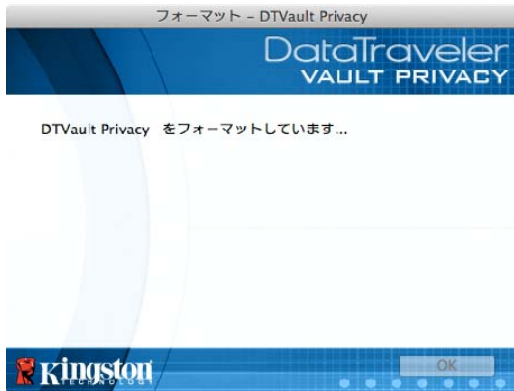 フォーマット – DTVault Privacy
DataTraveler
VAULT PRIVACY
DTVault Privacy をフォーマットしています...
Kingston
TECHNOLOGY
OK